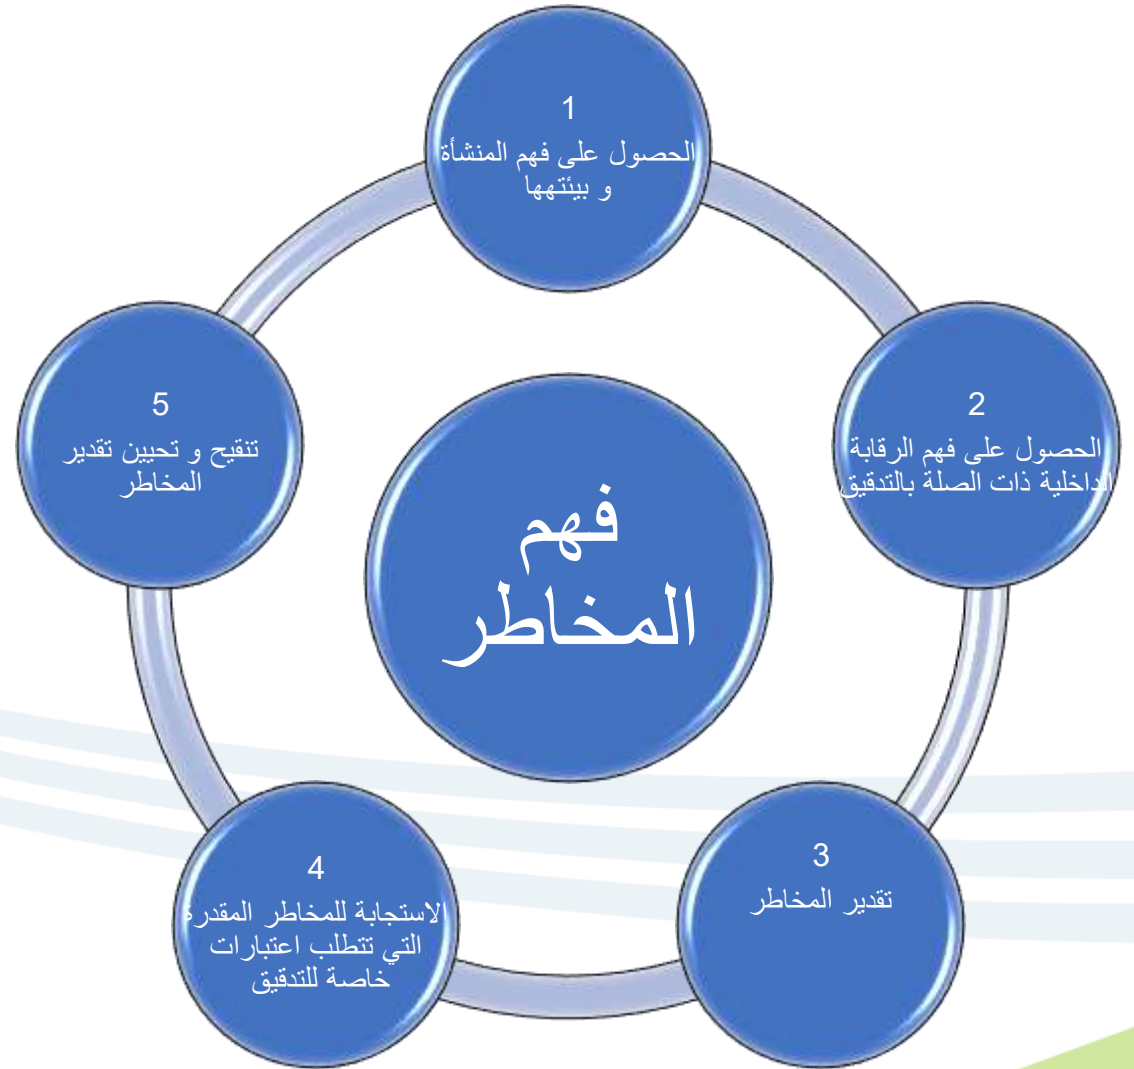 1
الحصول على فهم المنشأة
و بيئتهها
2
الحصول على فهم الرقابة
الداخلية ذات الصلة بالتدقيق
3
تقدير المخاطر
4
الاستجابة للمخاطر المقدرة
التي تتطلب اعتبارات
خاصة للتدقيق
5
تنقيح و تحيين تقدير
المخاطر
فهم
المخاطر